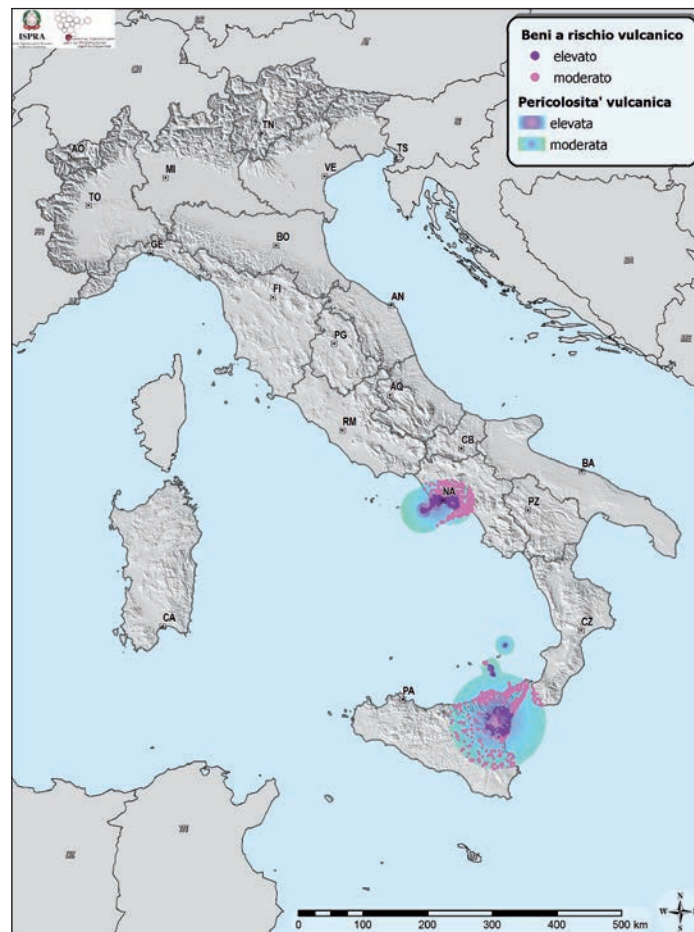 ISPRA
Beni a rischio vulcanico
elevato
moderato
Pericolosita' vulcanica
elevata
moderata
TN
AO
MI
VE
TS
TO
GE
BO
FI
AN
PG
AQ
RM
CB
BA
NA
PZ
CA
CZ
PA
N
W
S
0 100 200 300 400 500 km